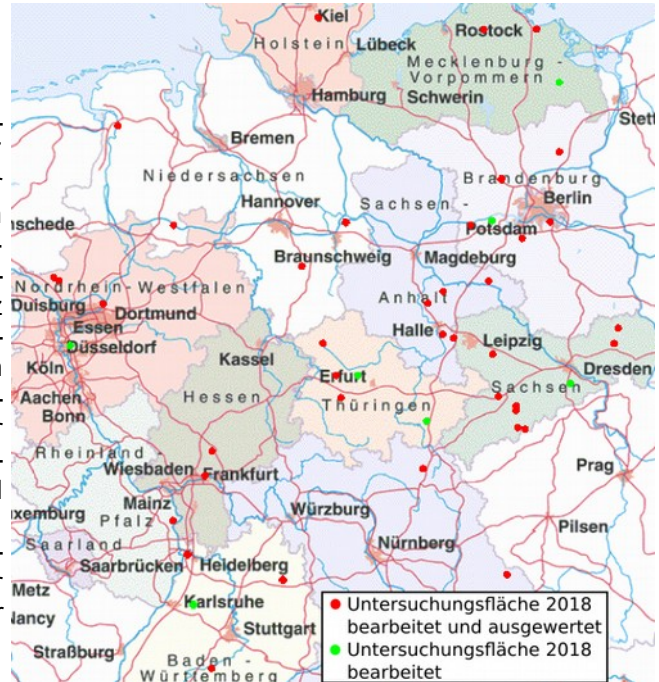 Kiel
Holstein
Lübeck
Rostock
Mecklenburg -
Vorpommern
Hamburg
Schwerin
Stett
Bremen
Niedersachsen
Brandenburg
Berlin
Hannover
Sachsen -
nschede
Potsdam
Braunschweig
Magdeburg
Nordrhein-Westfalen
Anhalt
Duisburg
Dortmund
Essen
Halle
Leipzig
Düsseldorf
Kassel
Köln
Erfurt
Dresden
Sachsen
Aachen
Hessen
Thüringen
Bonn
Rheinland -
Wiesbaden
Frankfurt
Prag
Mainz
uxemburg
Pfalz
Würzburg
Pilsen
Saarland
Nürnberg
Saarbrücken
Heidelberg
Metz
Karlsruhe
Nancy
Stuttgart
Straßburg
Baden -
Württemberg
Untersuchungsfläche 2018
bearbeitet und ausgewertet
Untersuchungsfläche 2018
bearbeitet